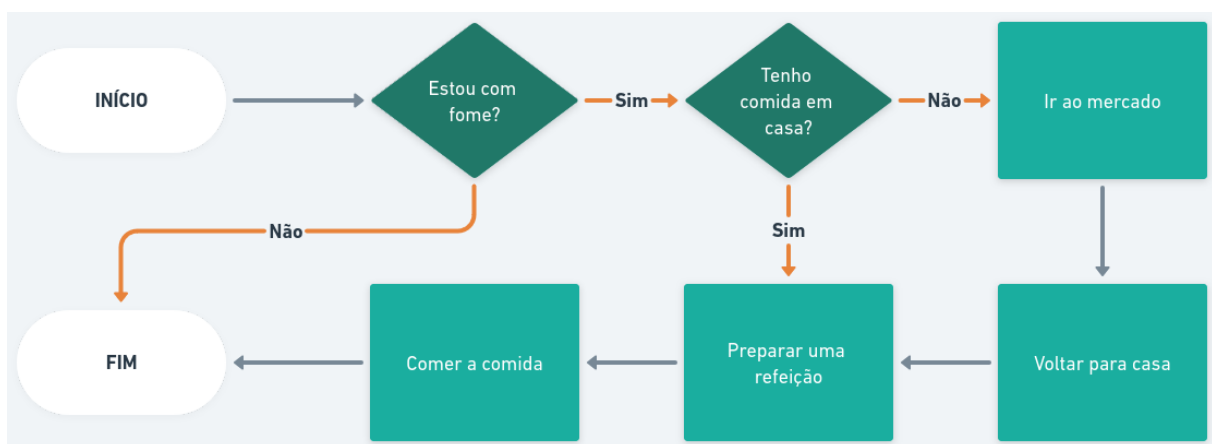 INÍCIO
Estou com
fome?
Sim
Tenho
comida em
casa?
Não
Ir ao mercado
Não
Sim
FIM
Comer a comida
Preparar uma
refeição
Voltar para casa